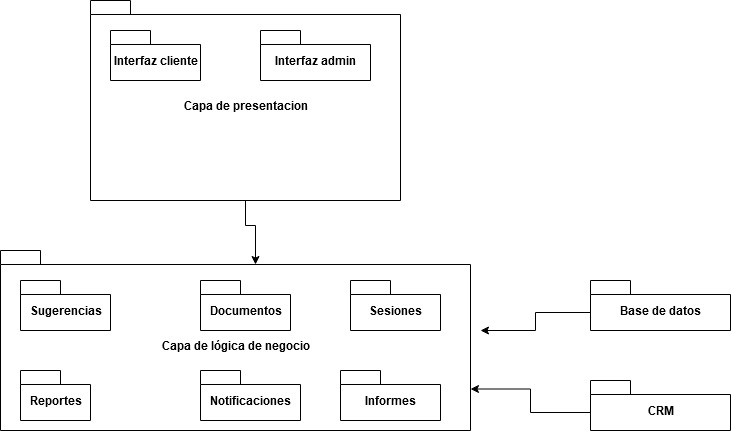 Interfaz cliente
Interfaz admin
Capa de presentacion
Sugerencias
Documentos
Sesiones
Base de datos
Capa de lógica de negocio
Reportes
Notificaciones
Informes
CRM